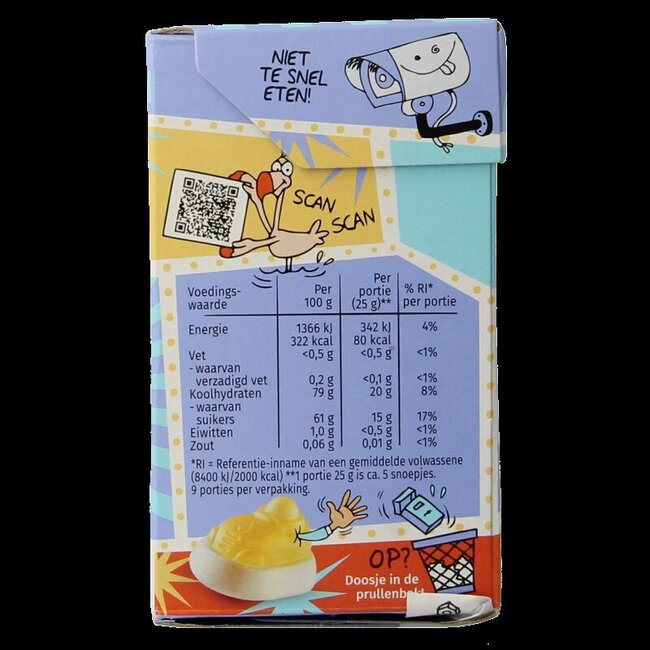 NIET
TE SNEL
ETEN!
SCAN
SCAN
Voedings-
waarde Per
100 g Per
portie
(25 g)** % RI*
per portie
Energie 1366 kJ 342 kJ 4%
322 kcal 80 kcal
Vet <0,5 g <0,5 g <1%
- waarvan
verzadigd vet 0,2 g <0,1 g <1%
Koolhydraten 79 g 20 g 8%
- waarvan
suikers 61 g 15 g 17%
Eiwitten 1,0 g <0,5 g <1%
Zout 0,06 g 0,01 g <1%
*RI = Referentie-inname van een gemiddelde volwassene
(8400 kJ/2000 kcal) **1 portie 25 g is ca. 5 snoepjes.
9 porties per verpakking.
OP?
Doosje in de
prullenbak!